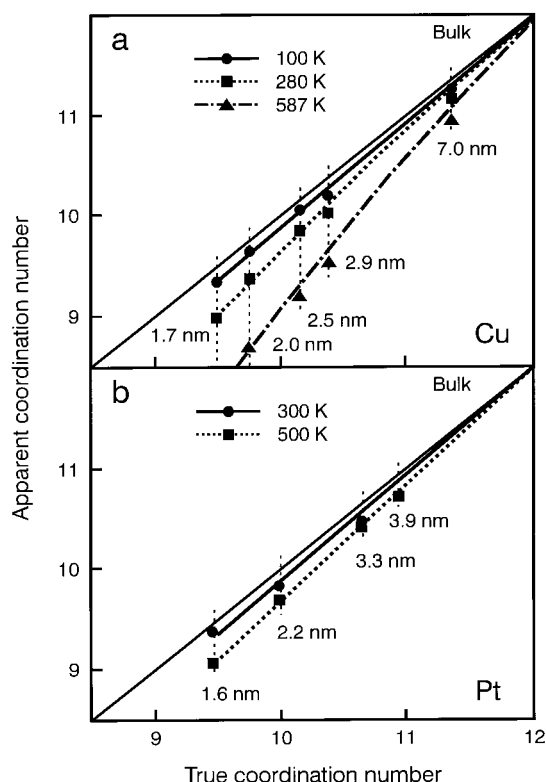 a
Bulk
100 K
280 K
587 K
11
7.0 nm
10
2.9 nm
9
1.7 nm
2.5 nm
2.0 nm
Cu
b
Bulk
300 K
500 K
11
3.9 nm
3.3 nm
10
2.2 nm
9
1.6 nm
Pt
9 10 11 12
True coordination number
Apparent coordination number